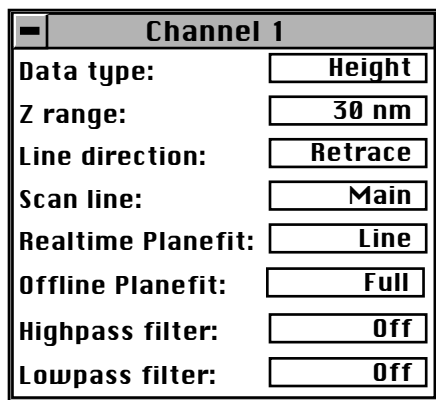 Channel 1
Data type: Height
Z range: 30 nm
Line direction: Retrace
Scan line: Main
Realtime Planefit: Line
Offline Planefit: Full
Highpass filter: Off
Lowpass filter: Off